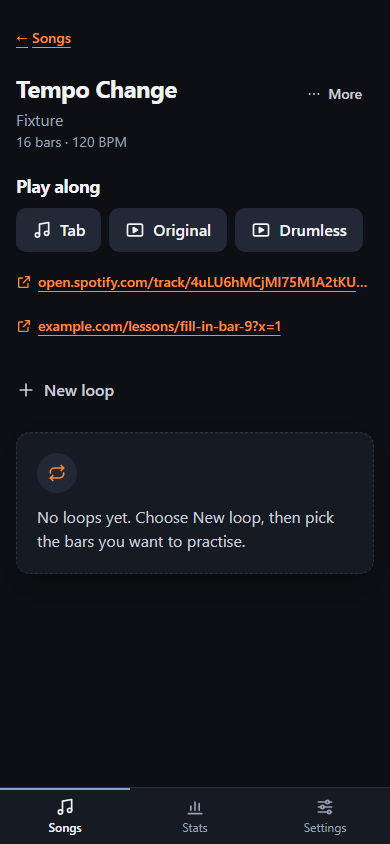 ← Songs
Tempo Change
··· More
Fixture
16 bars · 120 BPM
Play along
Tab
Original
Drumless
open.spotify.com/track/4uLU6hMCjMI75M1A2tKU...
example.com/lessons/fill-in-bar-9?x=1
+ New loop
No loops yet. Choose New loop, then pick
the bars you want to practise.
Songs
Stats
Settings